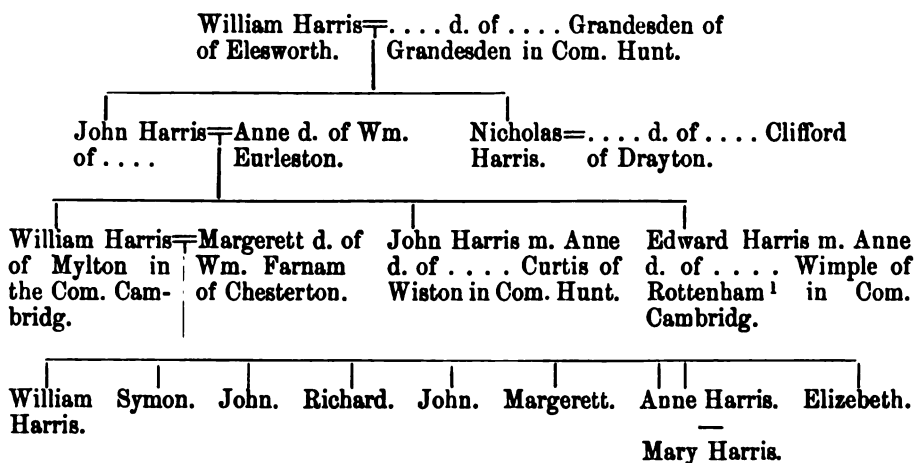 William Harris=. . . . d. of . . . . Grandesden of
of Elesworth. Grandesden in Com. Hunt.
John Harris=Anne d. of Wm.
of . . . . Eurleston.
Nicholas=. . . . d. of . . . . Clifford
Harris. of Drayton.
William Harris=Margerett d. of
of Mylton in Wm. Farnam
the Com. Cam- of Chesterton.
bridg.
John Harris m. Anne
d. of . . . . Curtis of
Wiston in Com. Hunt.
Edward Harris m. Anne
d. of . . . . Wimple of
Rottenham¹ in Com.
Cambridg.
William Symon. John. Richard. John. Margerett. Anne Harris. Elizebeth.
Harris.
Mary Harris.